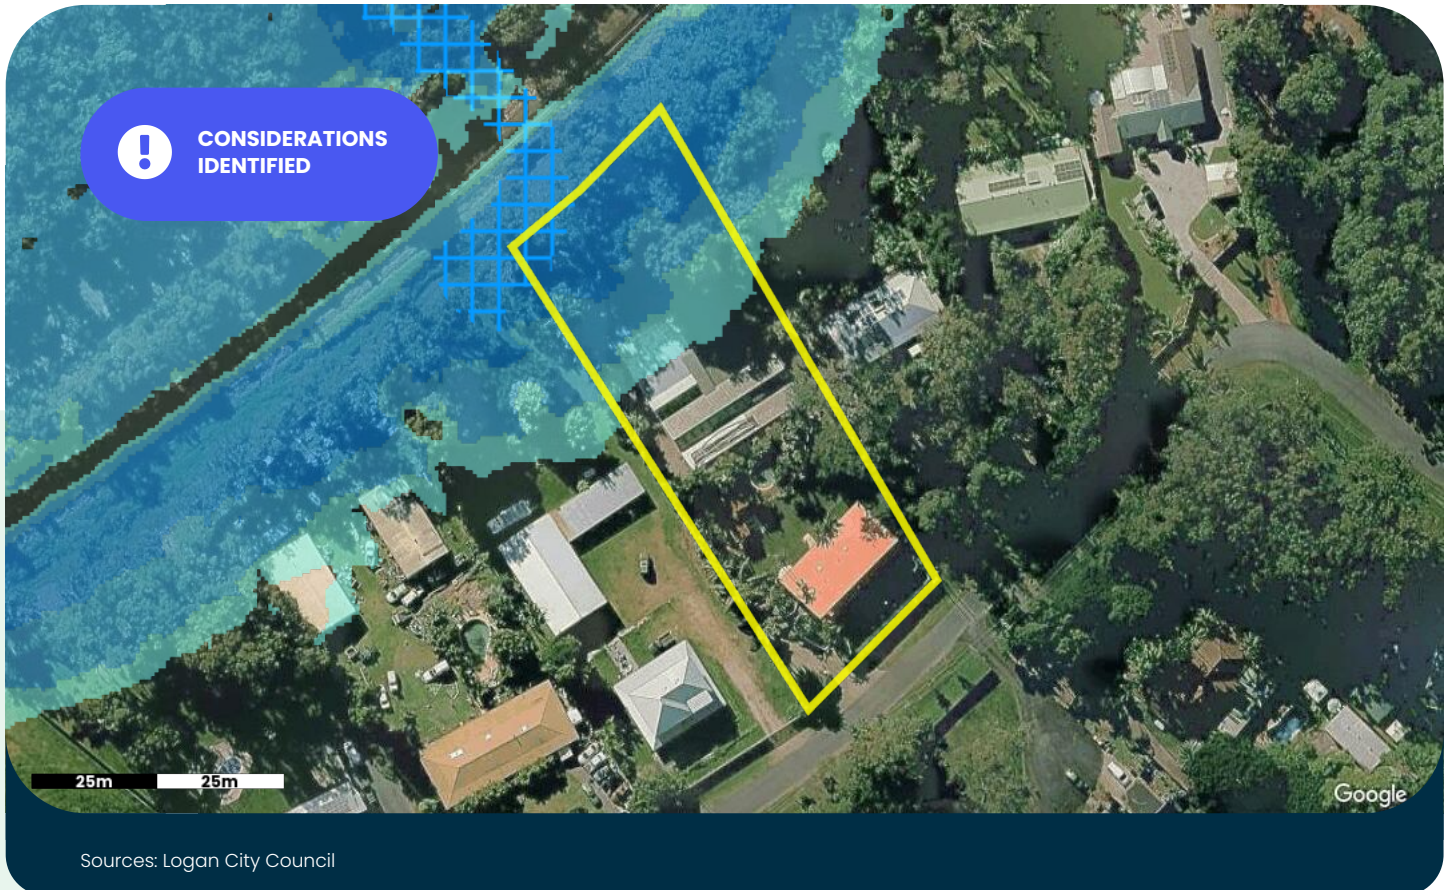 CONSIDERATIONS
IDENTIFIED
25m 25m
Google
Sources: Logan City Council